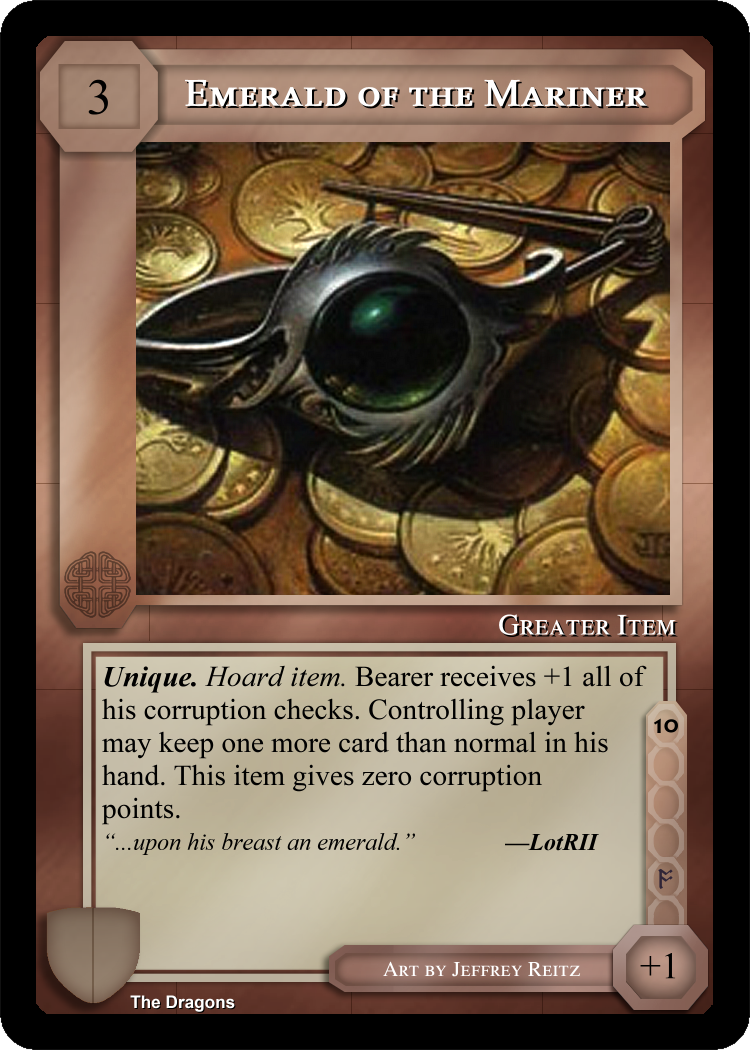 3
Emerald of the Mariner
Greater Item
Unique. Hoard item. Bearer receives +1 all of
his corruption checks. Controlling player
may keep one more card than normal in his
hand. This item gives zero corruption
points.
“...upon his breast an emerald.” —LotRII
10
ᚩ
Art by Jeffrey Reitz
+1
The Dragons